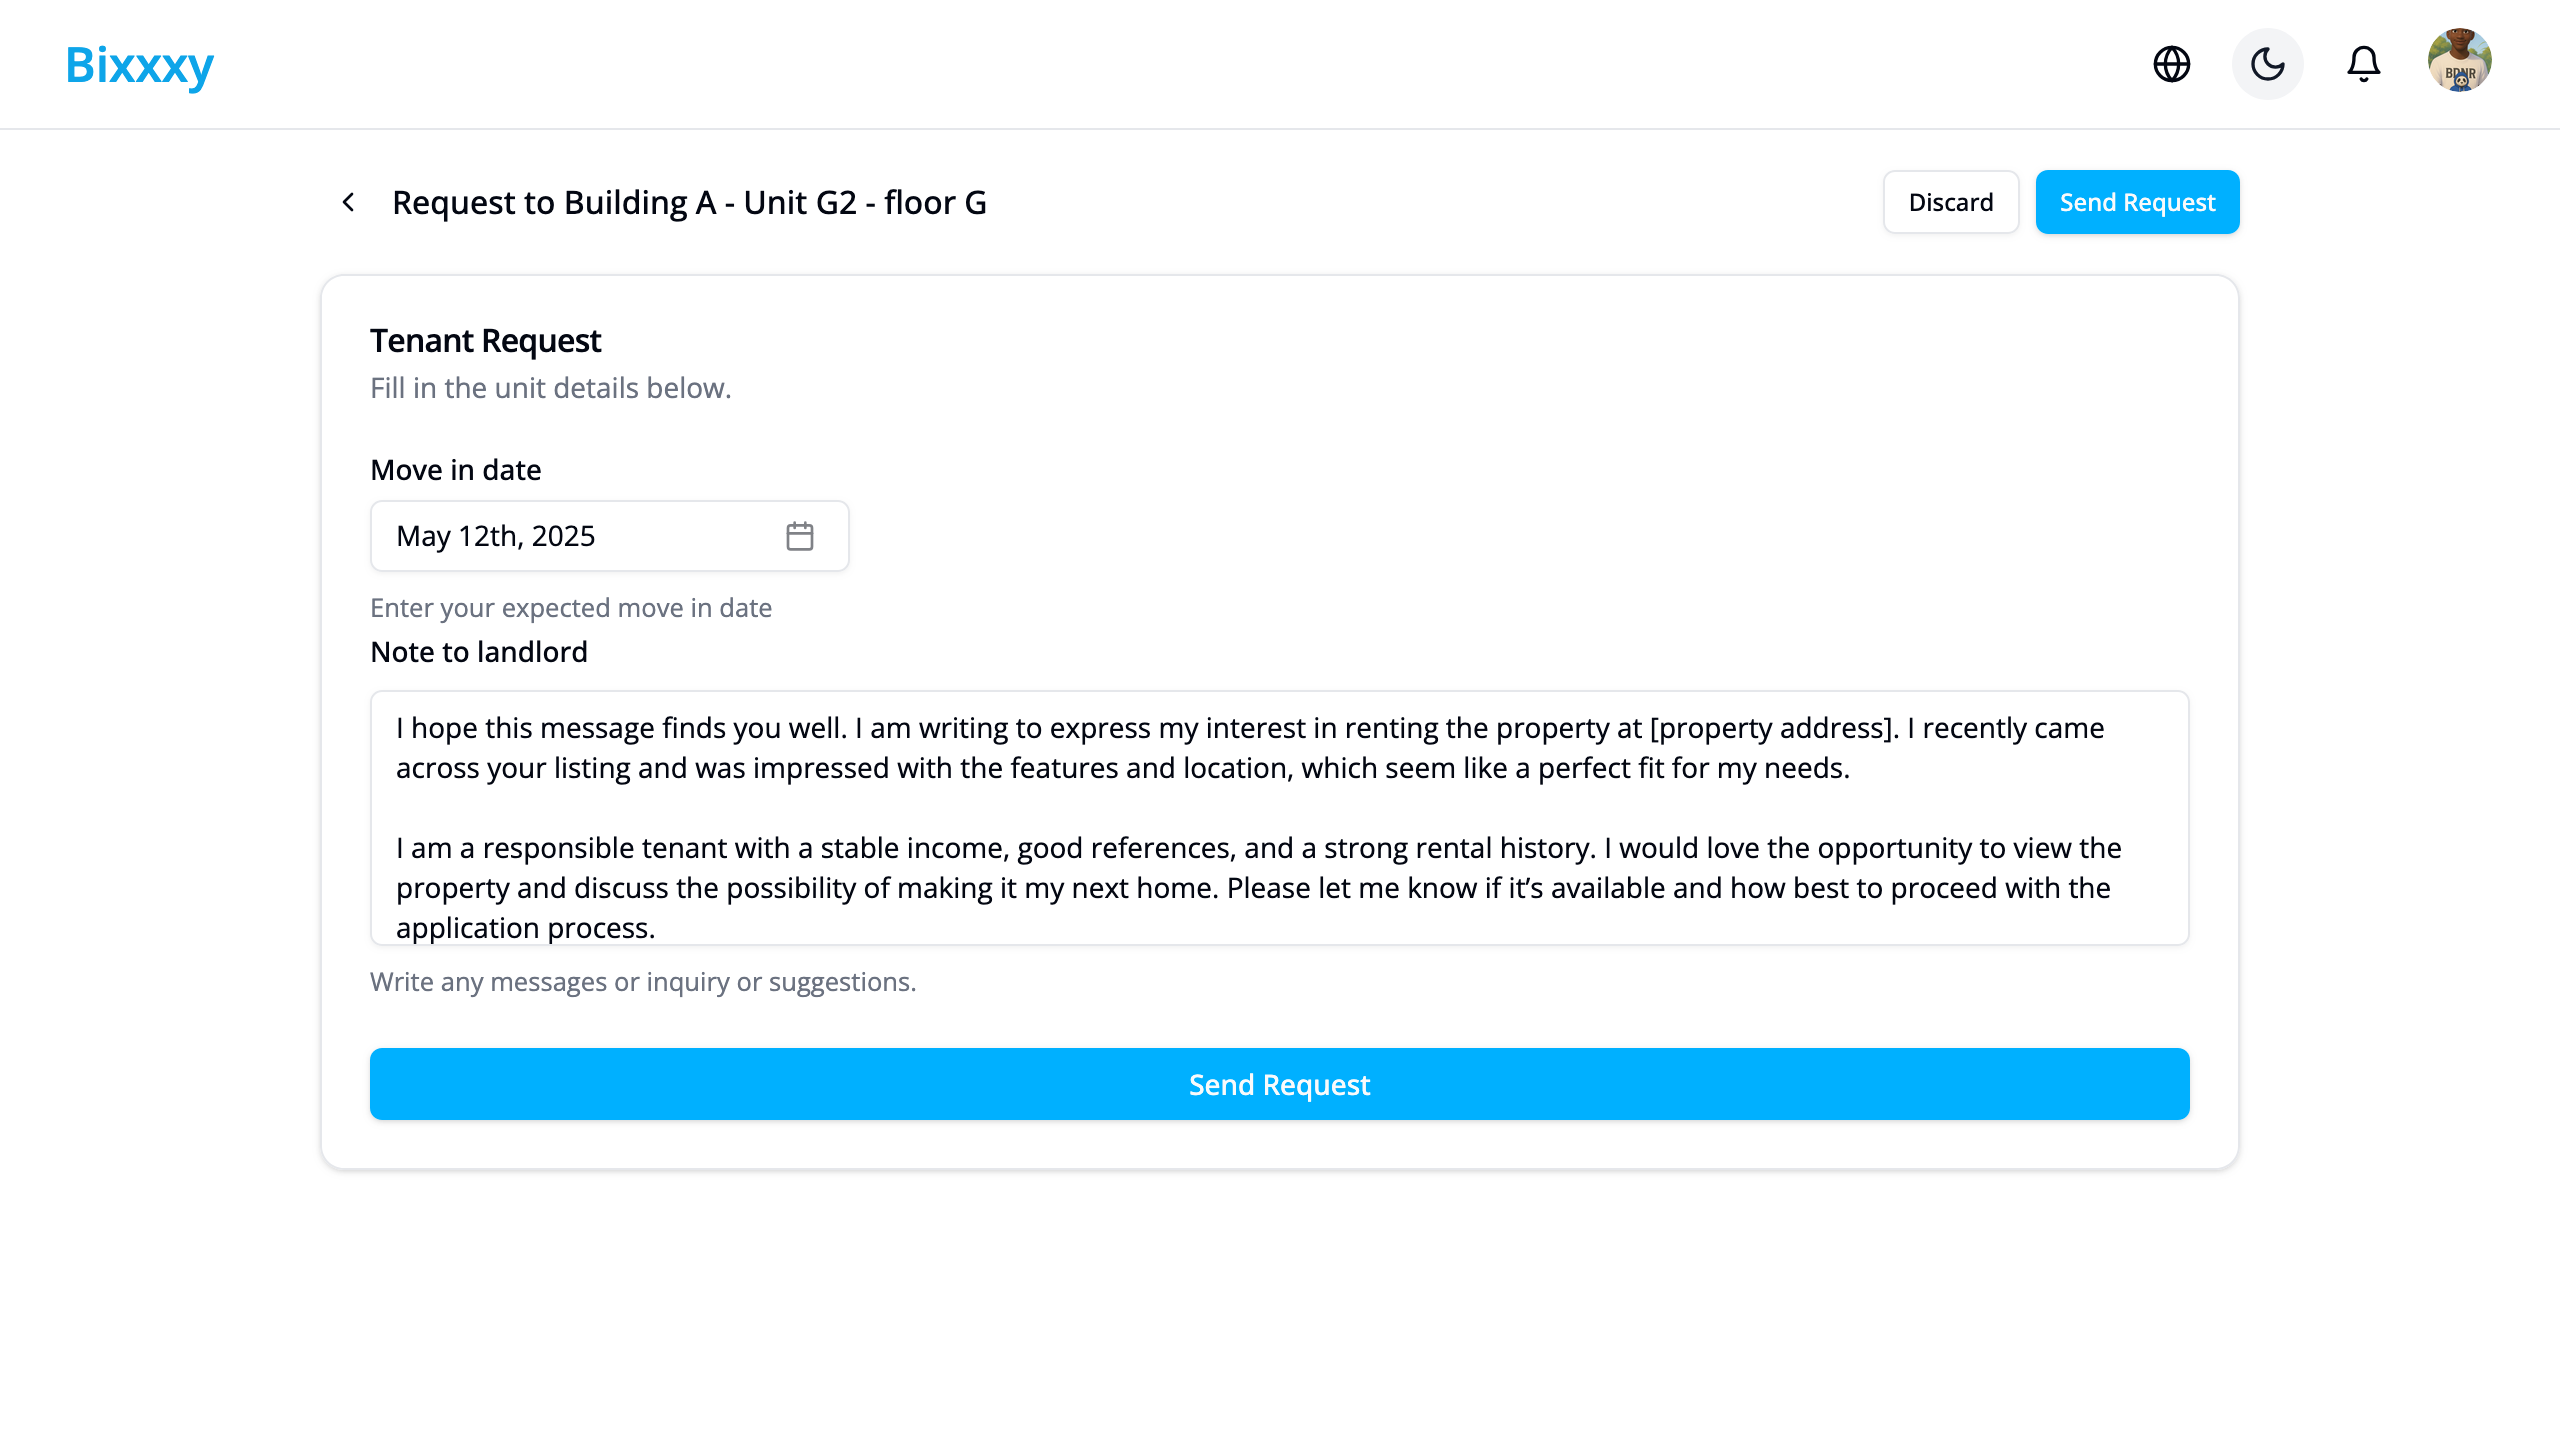 Bixxxy
Request to Building A - Unit G2 - floor G
Discard
Send Request
Tenant Request
Fill in the unit details below.
Move in date
May 12th, 2025
Enter your expected move in date
Note to landlord
I hope this message finds you well. I am writing to express my interest in renting the property at [property address]. I recently came
across your listing and was impressed with the features and location, which seem like a perfect fit for my needs.
I am a responsible tenant with a stable income, good references, and a strong rental history. I would love the opportunity to view the
property and discuss the possibility of making it my next home. Please let me know if it’s available and how best to proceed with the
application process.
Write any messages or inquiry or suggestions.
Send Request